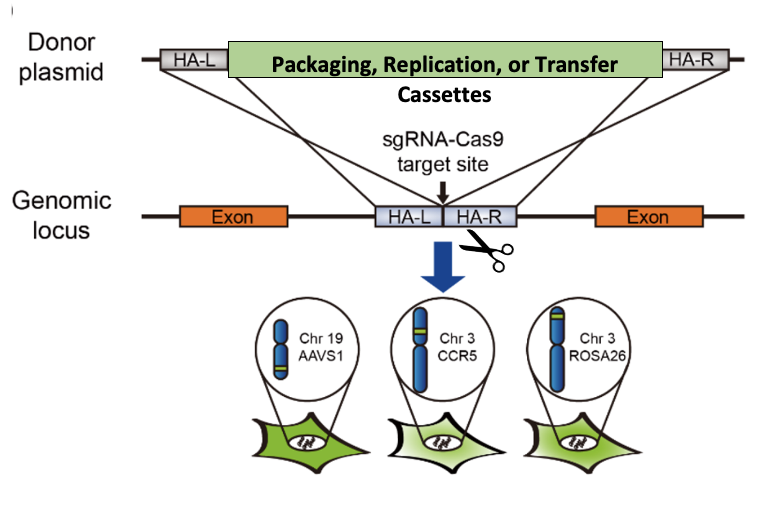 Donor
plasmid
HA-L
Packaging, Replication, or Transfer
Cassettes
HA-R
sgRNA-Cas9
target site
Genomic
locus
Exon
HA-L
HA-R
Exon
Chr 19
AAVS1
Chr 3
CCR5
Chr 3
ROSA26